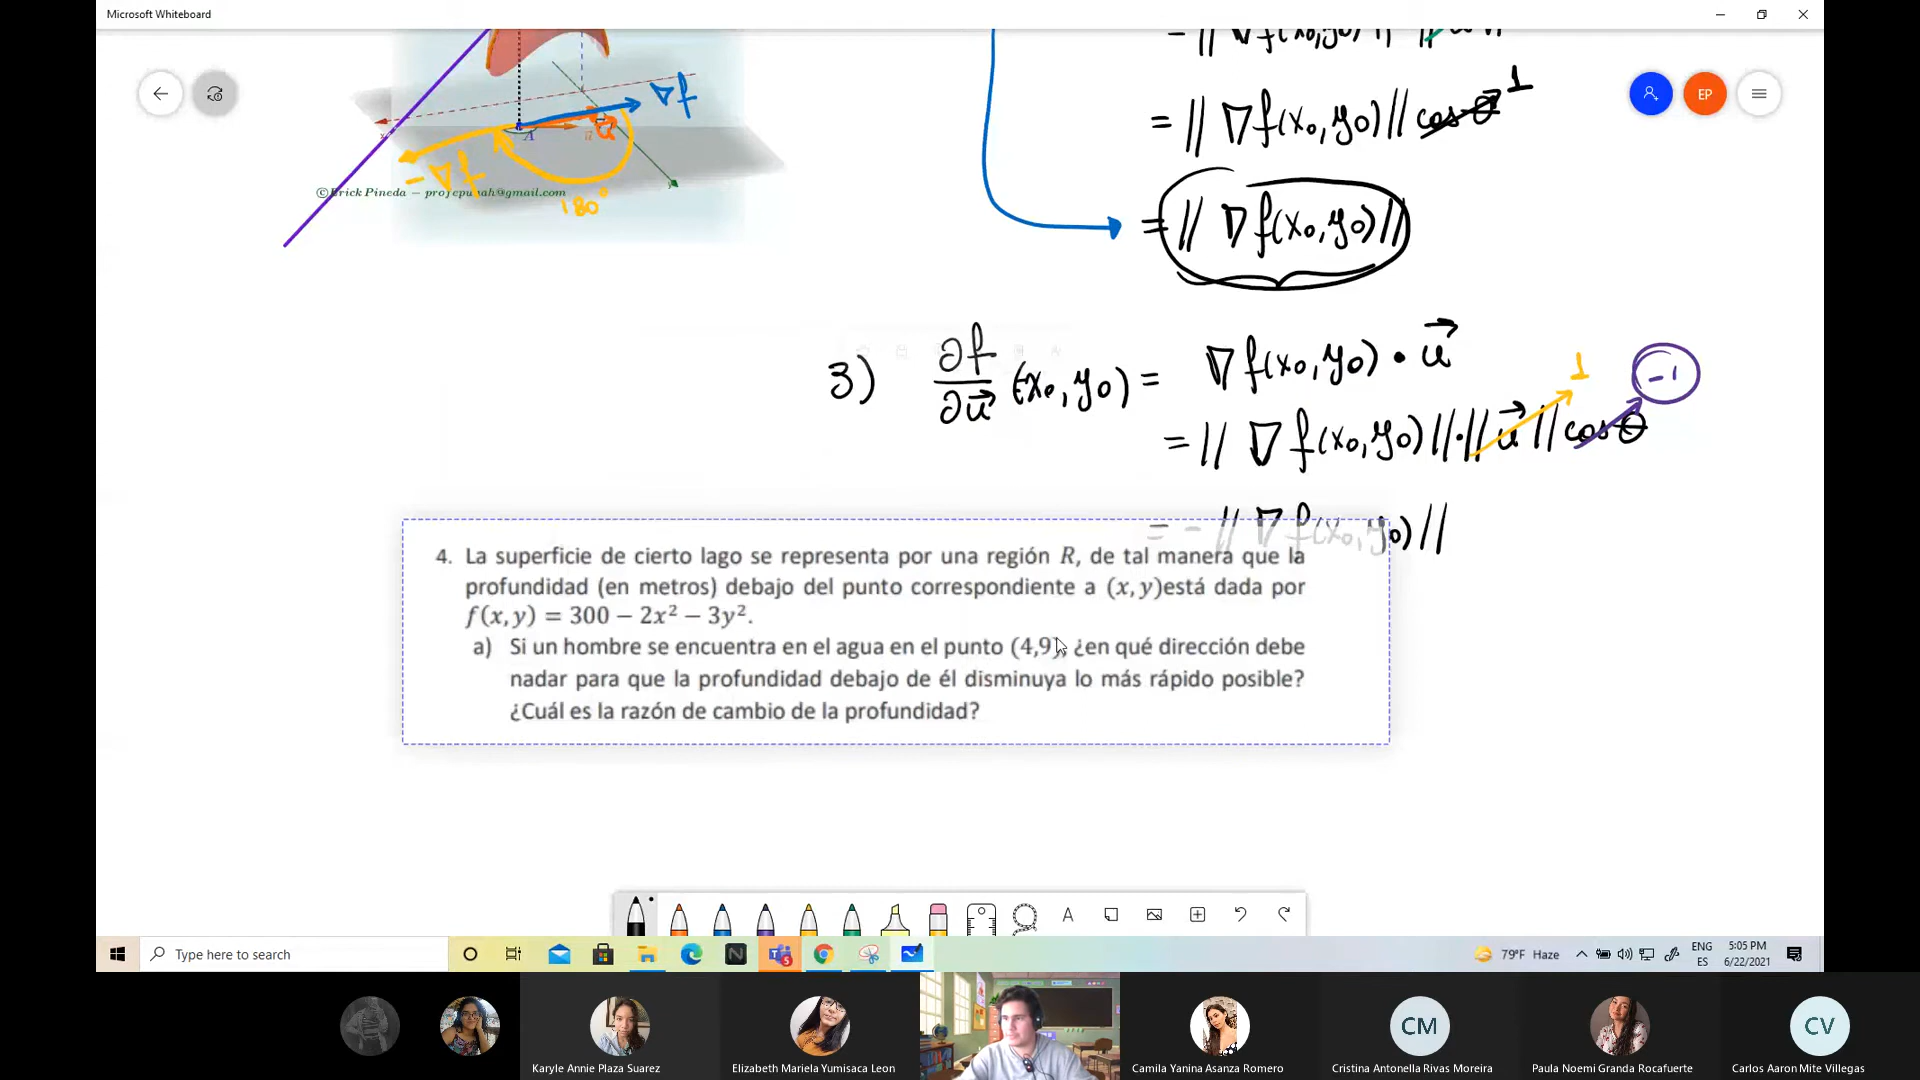 Microsoft Whiteboard
= || ∇f(x₀,y₀) || cos θ 1
= || ∇f(x₀,y₀) ||
∇f
A
-∇f
180°
©Erick Pineda − projepupah@gmail.com
EP
3) ∂f/∂u⃗ (x₀,y₀) = ∇f(x₀,y₀) • u⃗
= || ∇f(x₀,y₀) || · || u⃗ || cos θ 1 -1
= - || ∇f(x₀,y₀) ||
4. La superficie de cierto lago se representa por una región R, de tal manera que la
profundidad (en metros) debajo del punto correspondiente a (x, y)está dada por
f(x, y) = 300 − 2x² − 3y².
a) Si un hombre se encuentra en el agua en el punto (4,9), ¿en qué dirección debe
nadar para que la profundidad debajo de él disminuya lo más rápido posible?
¿Cuál es la razón de cambio de la profundidad?
Type here to search
79°F Haze
ENG
ES
5:05 PM
6/22/2021
CM
CV
Karyle Annie Plaza Suarez
Elizabeth Mariela Yumisaca Leon
Camila Yanina Asanza Romero
Cristina Antonella Rivas Moreira
Paula Noemi Granda Rocafuerte
Carlos Aaron Mite Villegas